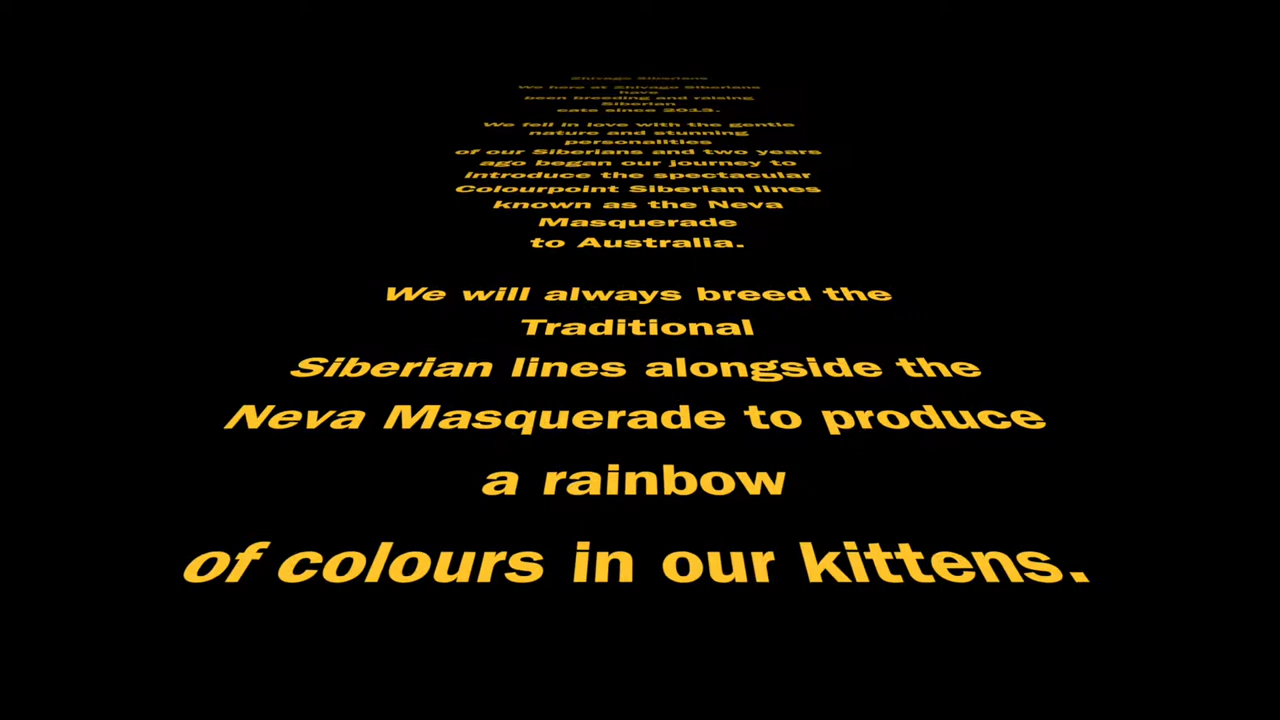 Zhivago Siberians
We here at Zhivago Siberians
have
been breeding and raising
Siberian
cats since 2013.
We fell in love with the gentle
nature and stunning
personalities
of our Siberians and two years
ago began our journey to
introduce the spectacular
Colourpoint Siberian lines
known as the Neva
Masquerade
to Australia.
We will always breed the
Traditional
Siberian lines alongside the
Neva Masquerade to produce
a rainbow
of colours in our kittens.